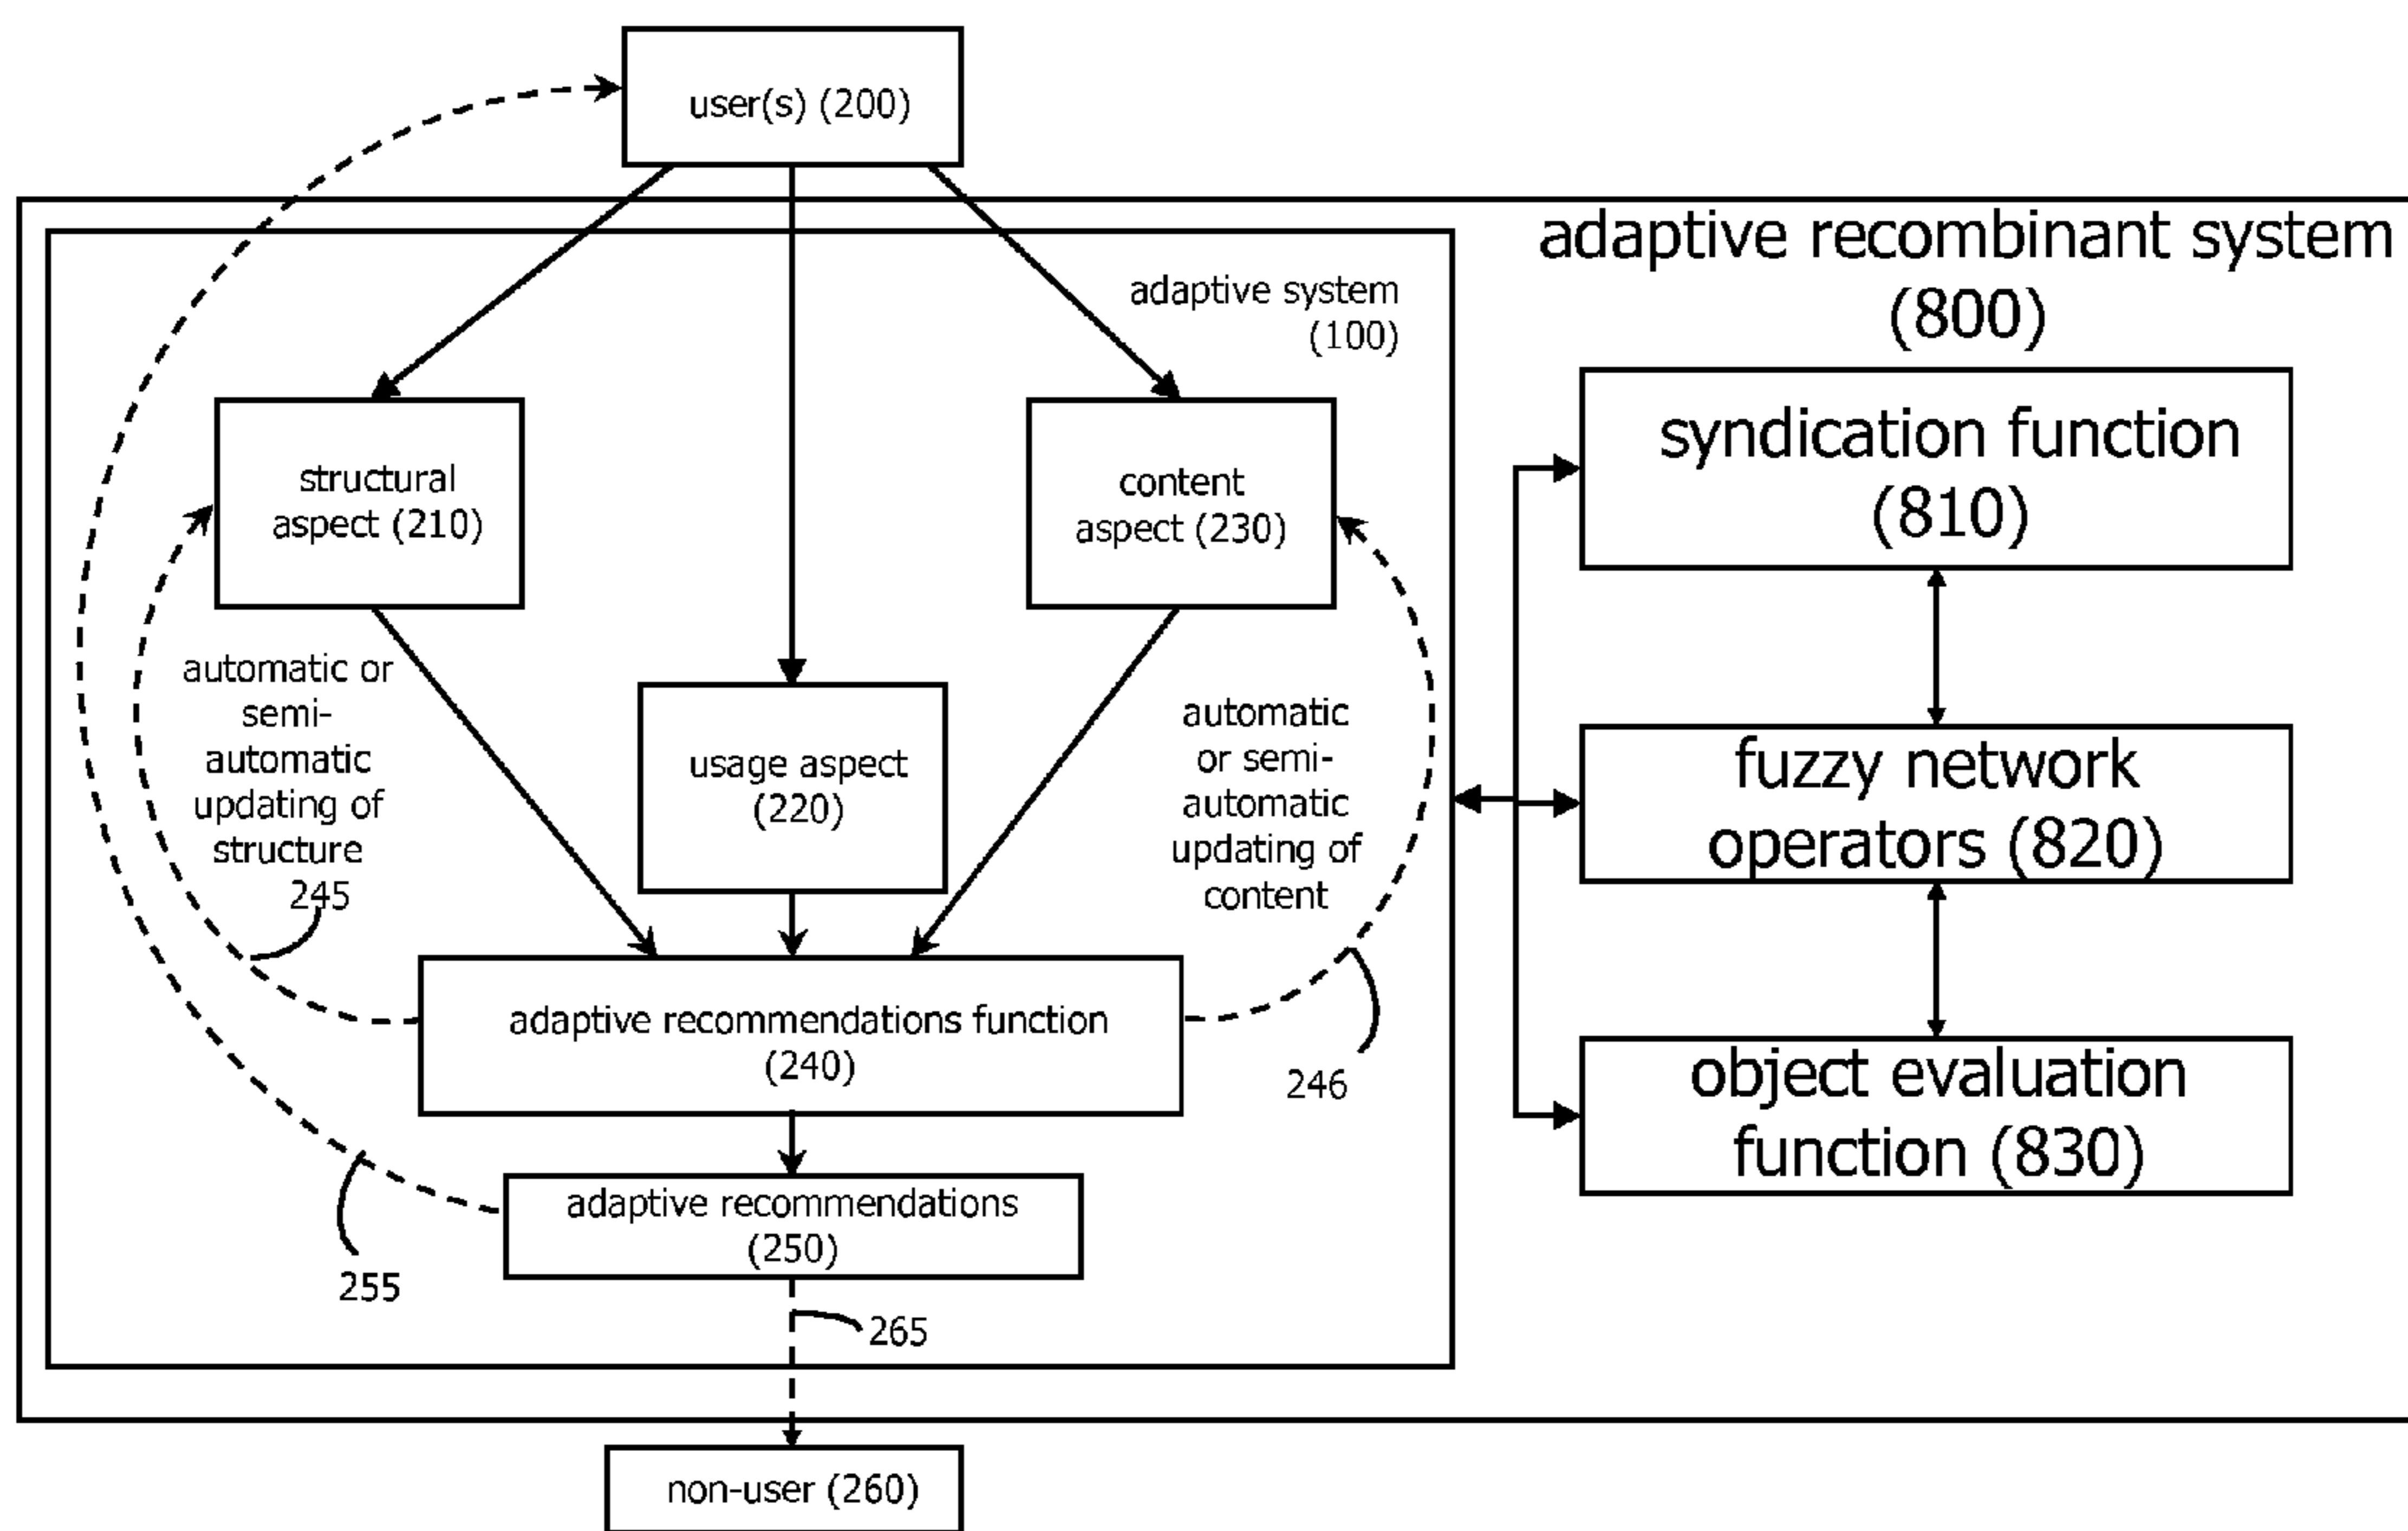 user(s) (200)
adaptive recombinant system
(800)
adaptive system
(100)
structural
aspect (210)
content
aspect (230)
syndication function
(810)
automatic or
semi-
automatic
updating of
structure
245
usage aspect
(220)
automatic
or semi-
automatic
updating of
content
246
fuzzy network
operators (820)
adaptive recommendations function
(240)
object evaluation
function (830)
adaptive recommendations
(250)
255
265
non-user (260)